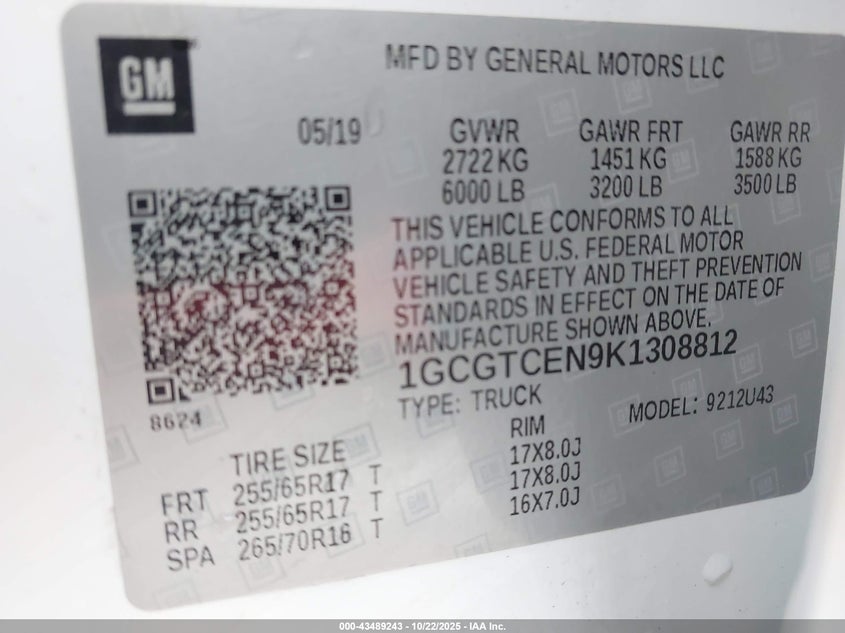 GM
MFD BY GENERAL MOTORS LLC
05/19
GVWR GAWR FRT GAWR RR
2722 KG 1451 KG 1588 KG
6000 LB 3200 LB 3500 LB
THIS VEHICLE CONFORMS TO ALL
APPLICABLE U.S. FEDERAL MOTOR
VEHICLE SAFETY AND THEFT PREVENTION
STANDARDS IN EFFECT ON THE DATE OF
MANUFACTURE SHOWN ABOVE.
1GCGTCEN9K1308812
8624
TYPE: TRUCK MODEL: 9212U43
TIRE SIZE RIM
FRT 255/65R17 T 17X8.0J
RR 255/65R17 T 17X8.0J
SPA 265/70R16 T 16X7.0J
000-43489243 - 10/22/2025 - IAA Inc.